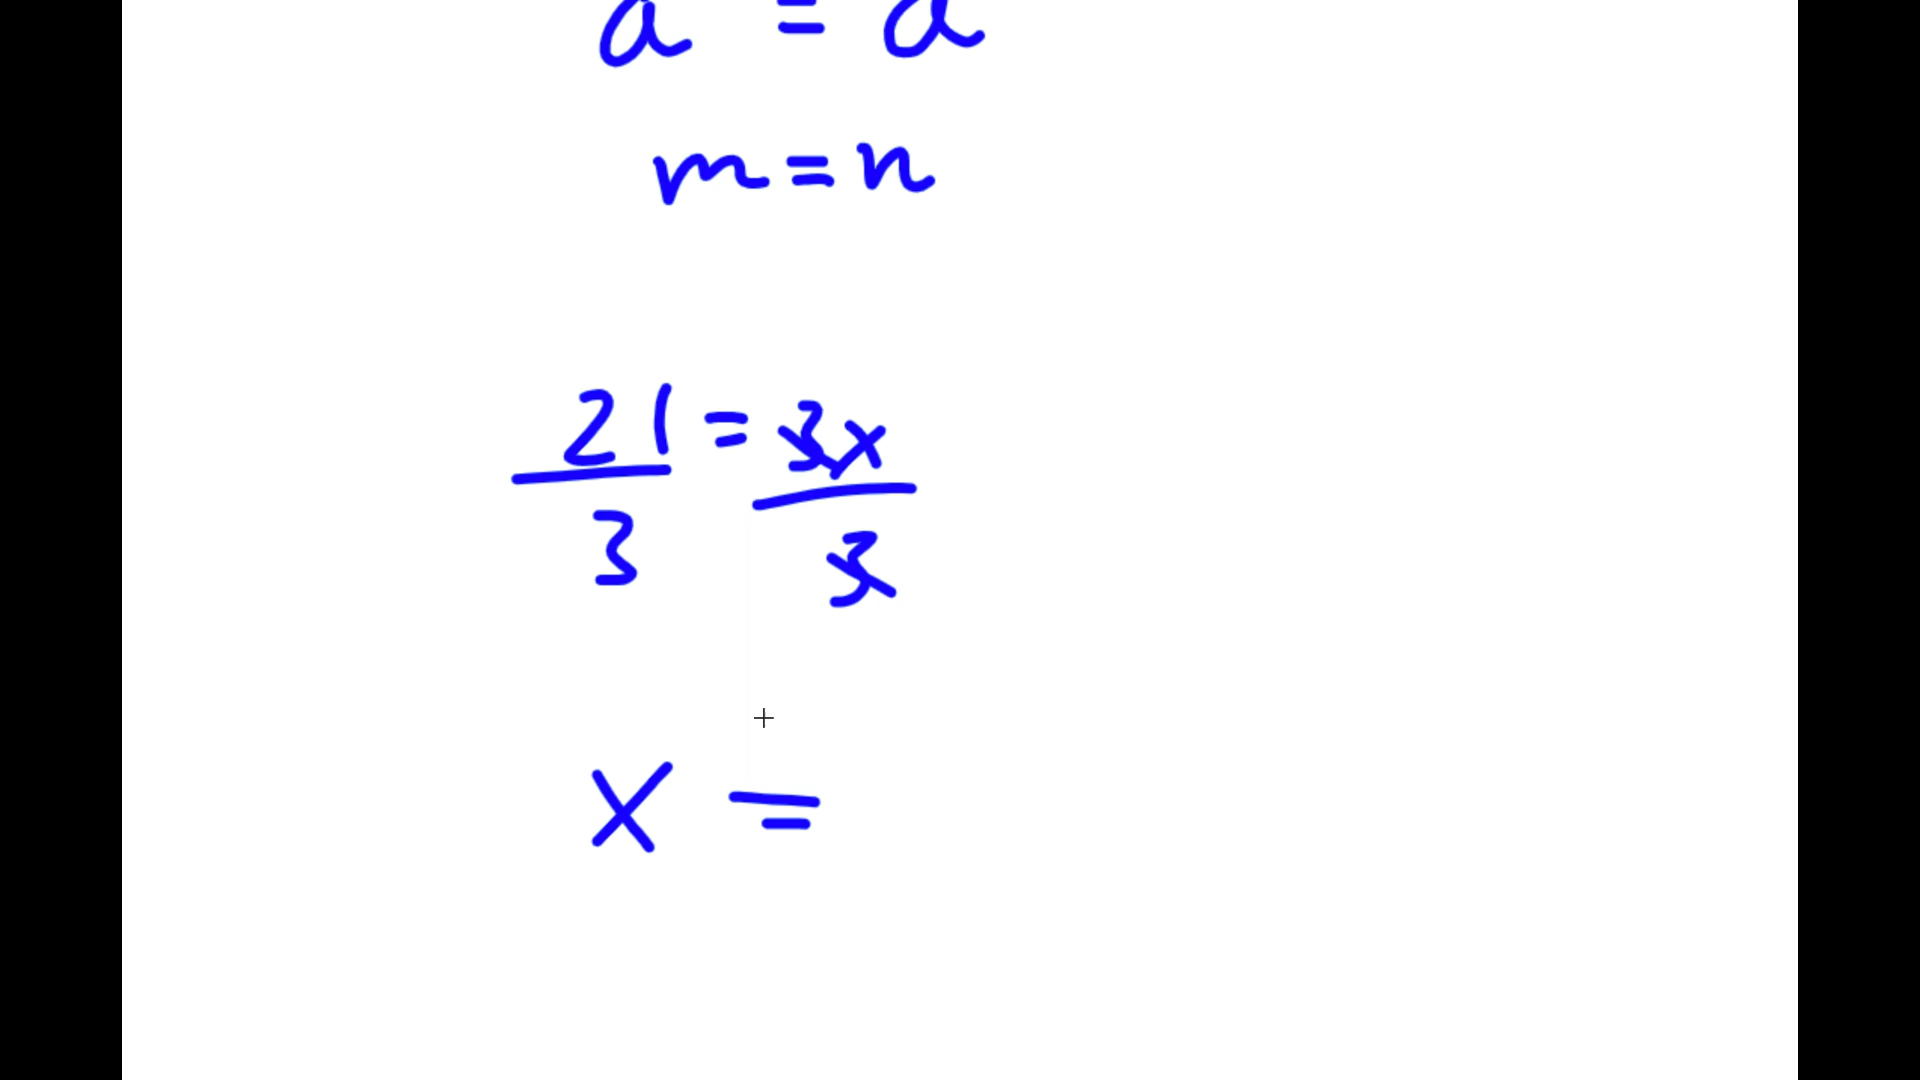 a = a
m = n
21 = 3x
3 3
x =